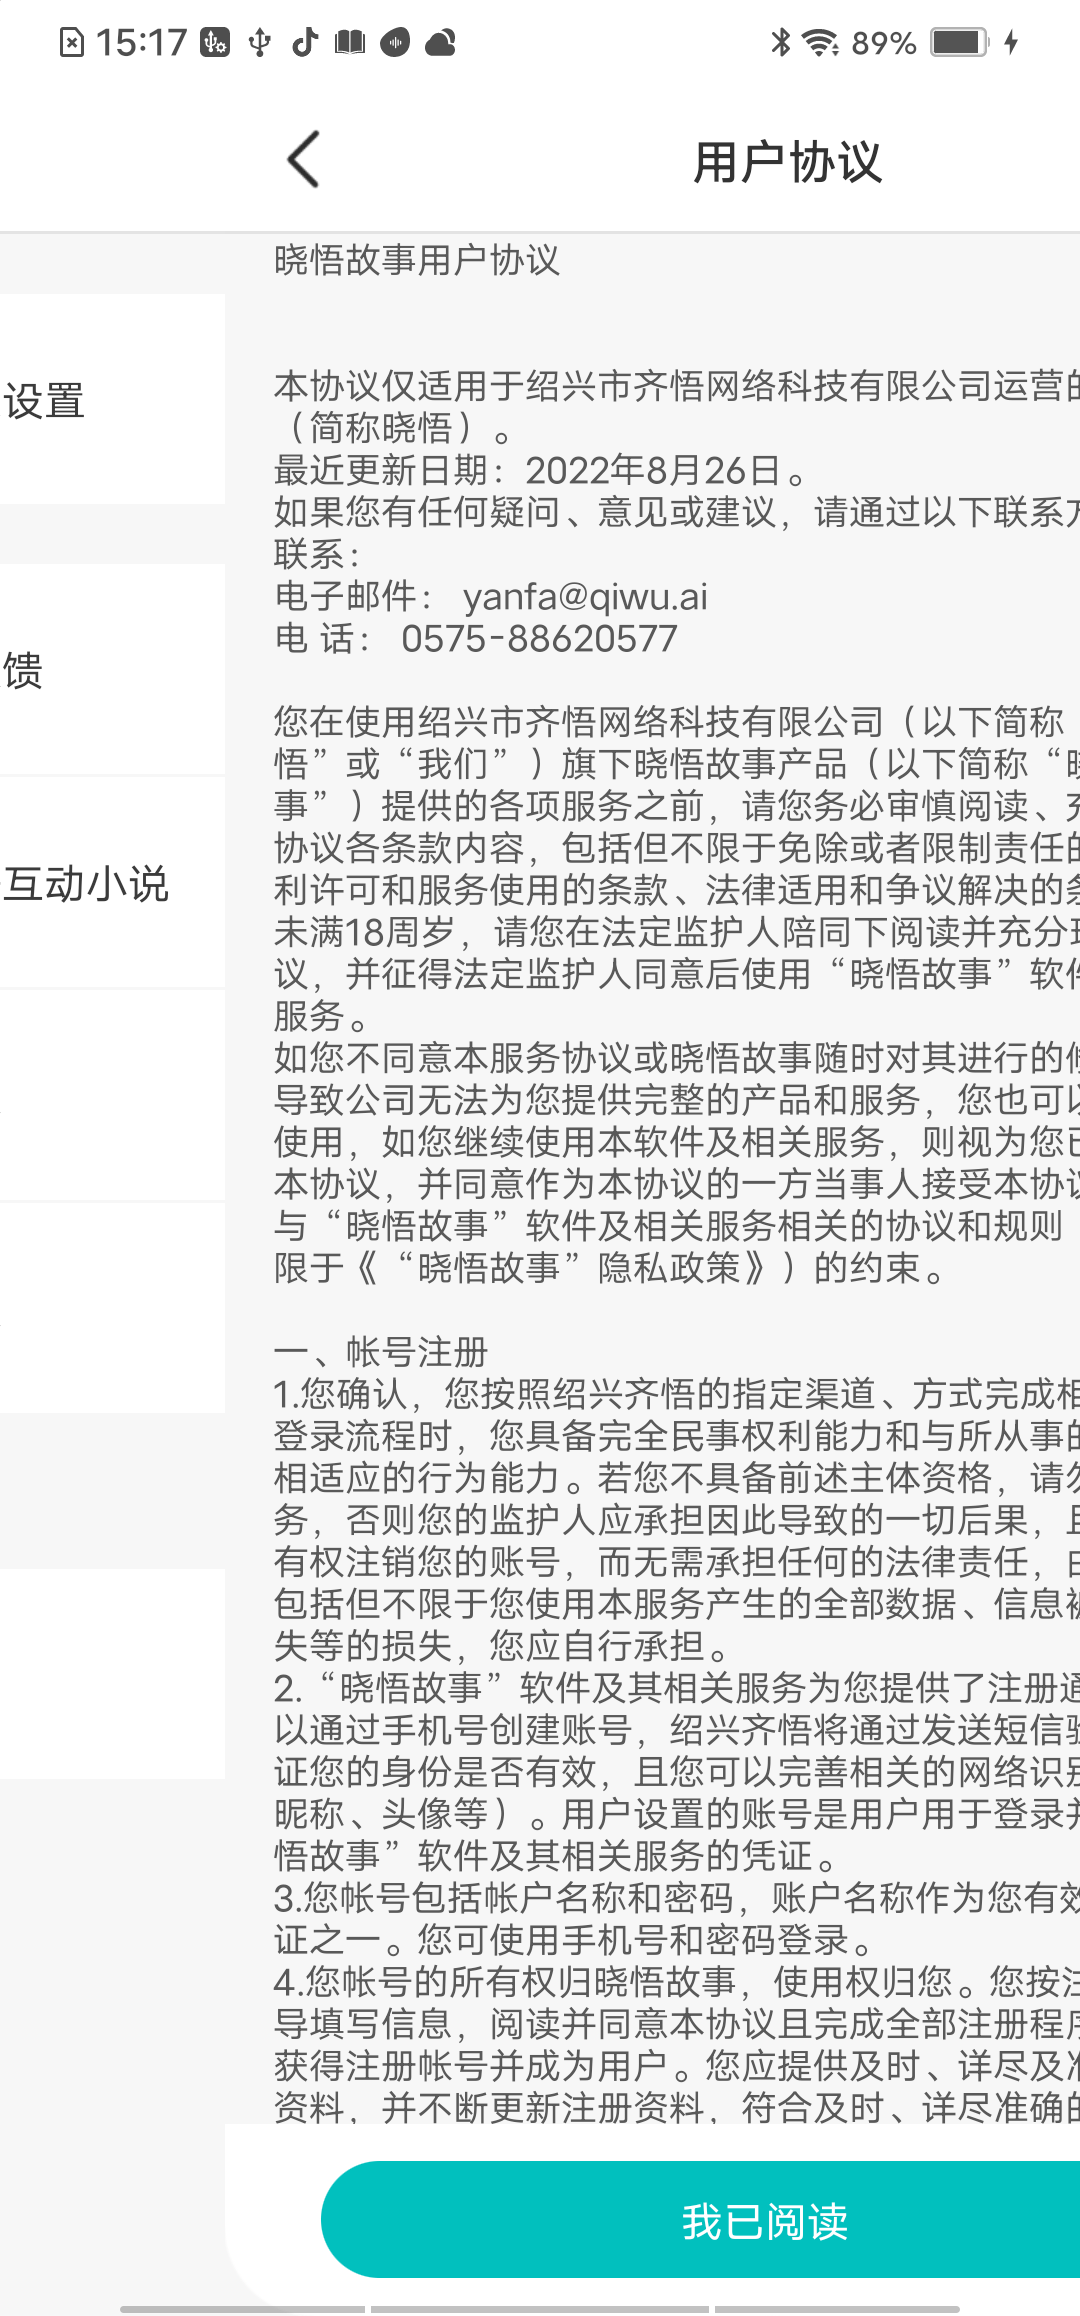 15:17
89%
用户协议
晓悟故事用户协议
设置
本协议仅适用于绍兴市齐悟网络科技有限公司运营的
（简称晓悟）。
最近更新日期：2022年8月26日。
如果您有任何疑问、意见或建议，请通过以下联系方
联系：
电子邮件： yanfa@qiwu.ai
电 话： 0575-88620577
馈
您在使用绍兴市齐悟网络科技有限公司（以下简称
悟”或“我们”）旗下晓悟故事产品（以下简称“晓
事”）提供的各项服务之前，请您务必审慎阅读、充
协议各条款内容，包括但不限于免除或者限制责任的
互动小说
利许可和服务使用的条款、法律适用和争议解决的条
未满18周岁，请您在法定监护人陪同下阅读并充分理
议，并征得法定监护人同意后使用“晓悟故事”软件
服务。
如您不同意本服务协议或晓悟故事随时对其进行的修
导致公司无法为您提供完整的产品和服务，您也可以
使用，如您继续使用本软件及相关服务，则视为您已
本协议，并同意作为本协议的一方当事人接受本协议
与“晓悟故事”软件及相关服务相关的协议和规则
限于《“晓悟故事”隐私政策》）的约束。
一、帐号注册
1.您确认，您按照绍兴齐悟的指定渠道、方式完成相
登录流程时，您具备完全民事权利能力和与所从事的
相适应的行为能力。若您不具备前述主体资格，请勿
务，否则您的监护人应承担因此导致的一切后果，且
有权注销您的账号，而无需承担任何的法律责任，由
包括但不限于您使用本服务产生的全部数据、信息被
失等的损失，您应自行承担。
2.“晓悟故事”软件及其相关服务为您提供了注册通
以通过手机号创建账号，绍兴齐悟将通过发送短信验
证您的身份是否有效，且您可以完善相关的网络识别
昵称、头像等）。用户设置的账号是用户用于登录并
悟故事”软件及其相关服务的凭证。
3.您帐号包括帐户名称和密码，账户名称作为您有效
证之一。您可使用手机号和密码登录。
4.您帐号的所有权归晓悟故事，使用权归您。您按注
导填写信息，阅读并同意本协议且完成全部注册程序
获得注册帐号并成为用户。您应提供及时、详尽及准
资料，并不断更新注册资料，符合及时、详尽准确的
我已阅读